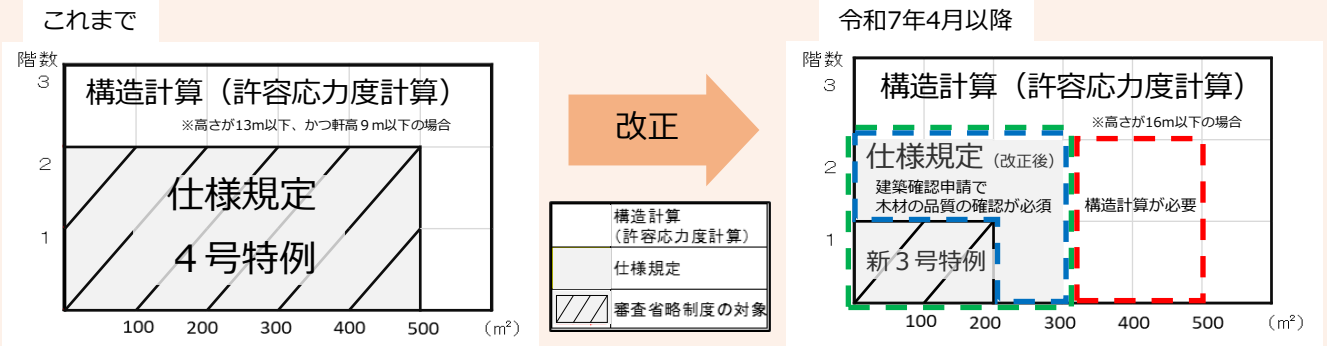 これまで
階数
3
構造計算（許容応力度計算）
※高さが13m以下、かつ軒高９m以下の場合
2
仕様規定
1
４号特例
100 200 300 400 500 （㎡）
改正
構造計算
（許容応力度計算）
仕様規定
審査省略制度の対象
令和7年4月以降
階数
3
構造計算（許容応力度計算）
※高さが16m以下の場合
2
仕様規定（改正後）
建築確認申請で
木材の品質の確認が必須
構造計算が必要
1
新３号特例
100 200 300 400 500 （㎡）